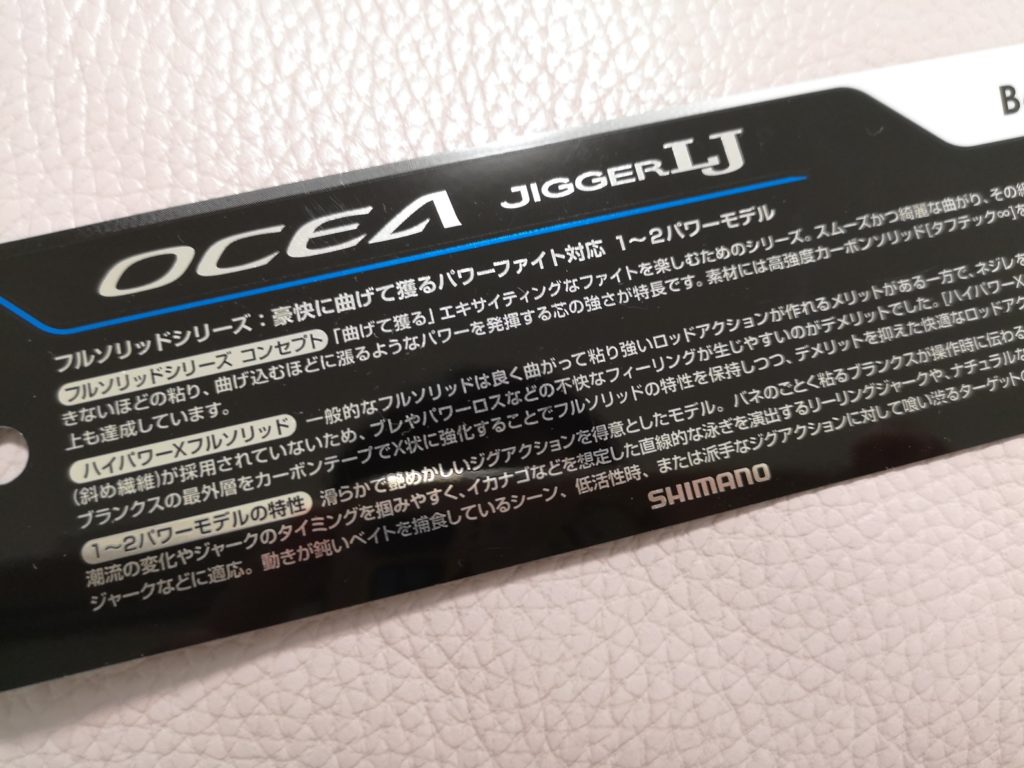 B
OCEA JIGGER LJ
フルソリッドシリーズ：豪快に曲げて獲るパワーファイト対応 1～2パワーモデル
フルソリッドシリーズ コンセプト 「曲げて獲る」エキサイティングなファイトを楽しむためのシリーズ。スムーズかつ綺麗な曲がり、その
きないほどの粘り、曲げ込むほどに漲るようなパワーを発揮する芯の強さが特長です。素材には高強度カーボンソリッド[タフテック∞]を
上も達成しています。
ハイパワーXフルソリッド 一般的なフルソリッドは良く曲がって粘り強いロッドアクションが作れるメリットがある一方で、ネジレを
(斜め繊維)が採用されていないため、ブレやパワーロスなどの不快なフィーリングが生じやすいのがデメリットでした。[ハイパワーX
ブランクスの最外層をカーボンテープでX状に強化することでフルソリッドの特性を保持しつつ、デメリットを抑えた快適なロッドア
1～2パワーモデルの特性 滑らかで艶めかしいジグアクションを得意としたモデル。バネのごとく粘るブランクスが操作時に伝わる
潮流の変化やジャークのタイミングを掴みやすく、イカナゴなどを想定した直線的な泳ぎを演出するリーリングジャークや、ナチュラルな
ジャークなどに適応。動きが鈍いベイトを捕食しているシーン、低活性時、または派手なジグアクションに対して喰い渋るターゲットの
SHIMANO